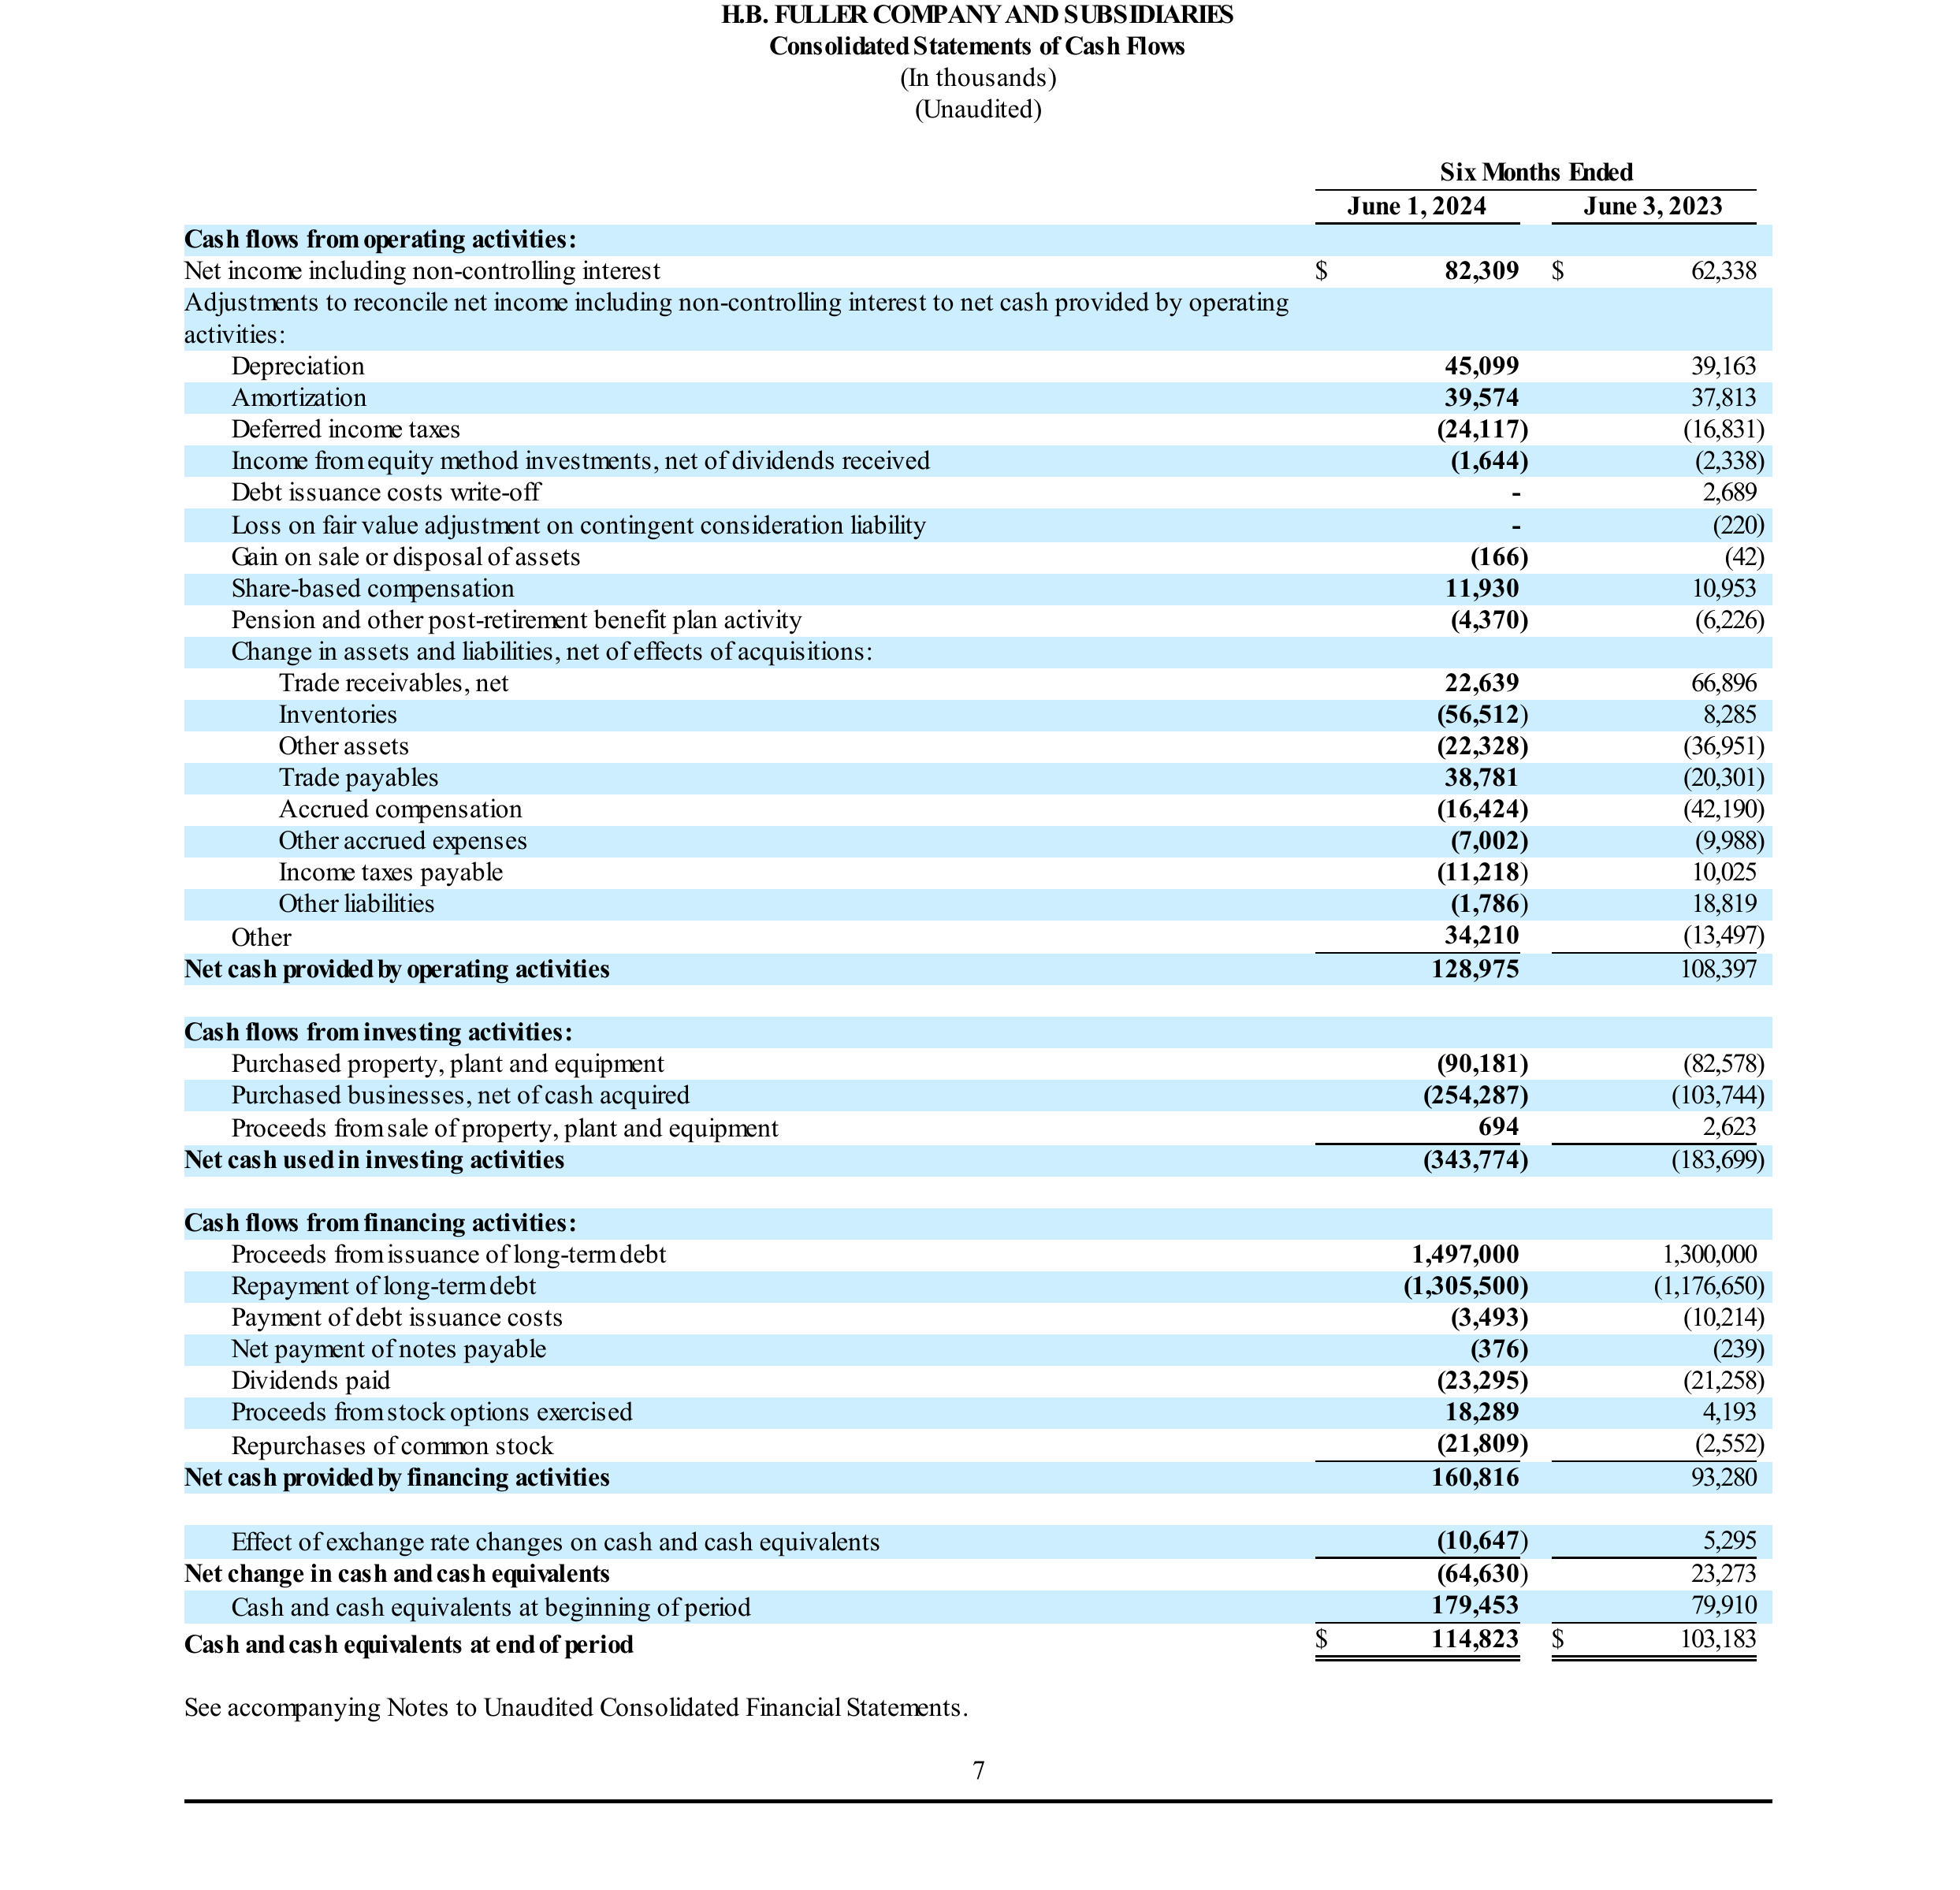 H.B. FULLER COMPANY AND SUBSIDIARIES
Consolidated Statements of Cash Flows
(In thousands)
(Unaudited)
Six Months Ended
June 1, 2024 June 3, 2023
Cash flows from operating activities:
Net income including non-controlling interest $ 82,309 $ 62,338
Adjustments to reconcile net income including non-controlling interest to net cash provided by operating
activities:
Depreciation 45,099 39,163
Amortization 39,574 37,813
Deferred income taxes (24,117) (16,831)
Income from equity method investments, net of dividends received (1,644) (2,338)
Debt issuance costs write-off - 2,689
Loss on fair value adjustment on contingent consideration liability - (220)
Gain on sale or disposal of assets (166) (42)
Share-based compensation 11,930 10,953
Pension and other post-retirement benefit plan activity (4,370) (6,226)
Change in assets and liabilities, net of effects of acquisitions:
Trade receivables, net 22,639 66,896
Inventories (56,512) 8,285
Other assets (22,328) (36,951)
Trade payables 38,781 (20,301)
Accrued compensation (16,424) (42,190)
Other accrued expenses (7,002) (9,988)
Income taxes payable (11,218) 10,025
Other liabilities (1,786) 18,819
Other 34,210 (13,497)
Net cash provided by operating activities 128,975 108,397
Cash flows from investing activities:
Purchased property, plant and equipment (90,181) (82,578)
Purchased businesses, net of cash acquired (254,287) (103,744)
Proceeds from sale of property, plant and equipment 694 2,623
Net cash used in investing activities (343,774) (183,699)
Cash flows from financing activities:
Proceeds from issuance of long-term debt 1,497,000 1,300,000
Repayment of long-term debt (1,305,500) (1,176,650)
Payment of debt issuance costs (3,493) (10,214)
Net payment of notes payable (376) (239)
Dividends paid (23,295) (21,258)
Proceeds from stock options exercised 18,289 4,193
Repurchases of common stock (21,809) (2,552)
Net cash provided by financing activities 160,816 93,280
Effect of exchange rate changes on cash and cash equivalents (10,647) 5,295
Net change in cash and cash equivalents (64,630) 23,273
Cash and cash equivalents at beginning of period 179,453 79,910
Cash and cash equivalents at end of period $ 114,823 $ 103,183
See accompanying Notes to Unaudited Consolidated Financial Statements.
7